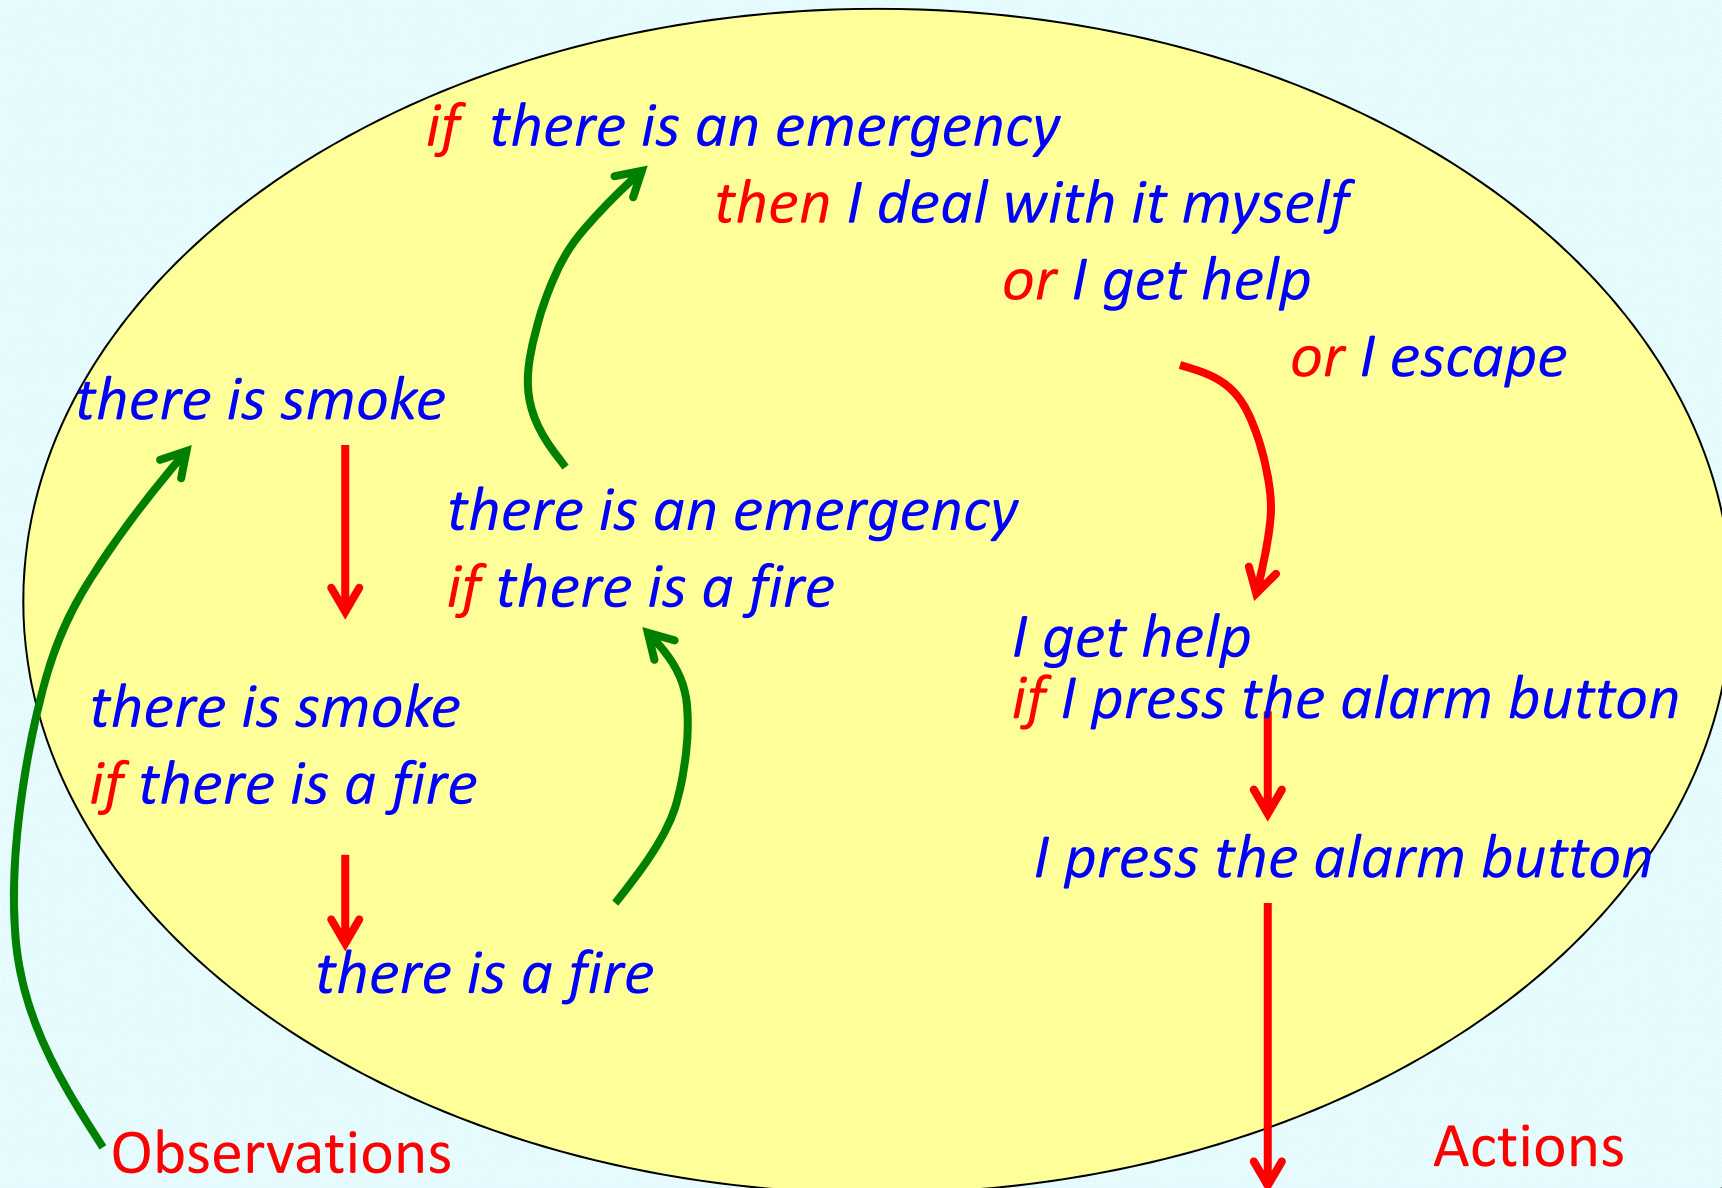 if there is an emergency
then I deal with it myself
or I get help
or I escape
there is smoke
there is an emergency
if there is a fire
there is smoke
if there is a fire
there is a fire
I get help
if I press the alarm button
I press the alarm button
Observations
Actions